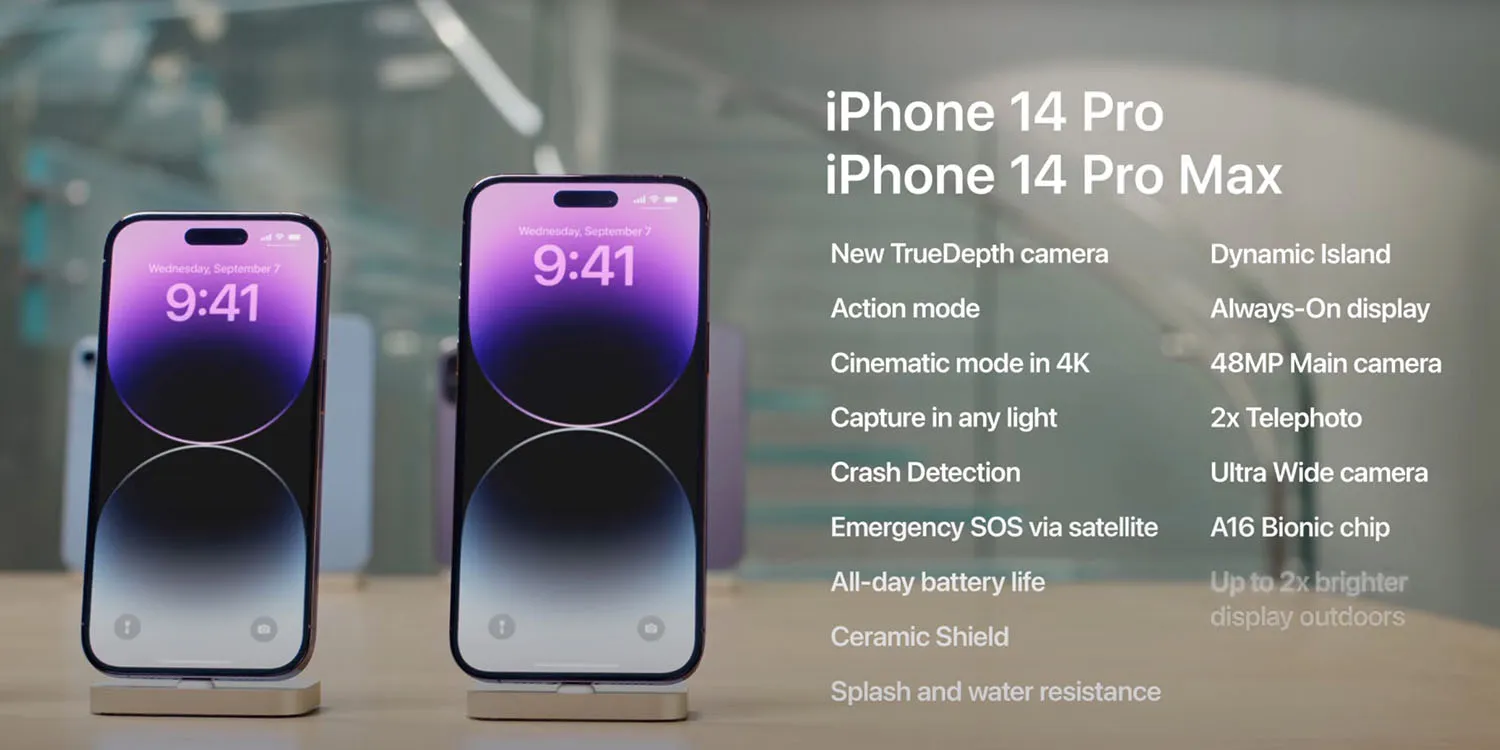 Wednesday, September 7
9:41
Wednesday, September 7
9:41
iPhone 14 Pro
iPhone 14 Pro Max
New TrueDepth camera
Action mode
Cinematic mode in 4K
Capture in any light
Crash Detection
Emergency SOS via satellite
All-day battery life
Ceramic Shield
Splash and water resistance
Dynamic Island
Always-On display
48MP Main camera
2x Telephoto
Ultra Wide camera
A16 Bionic chip
Up to 2x brighter
display outdoors